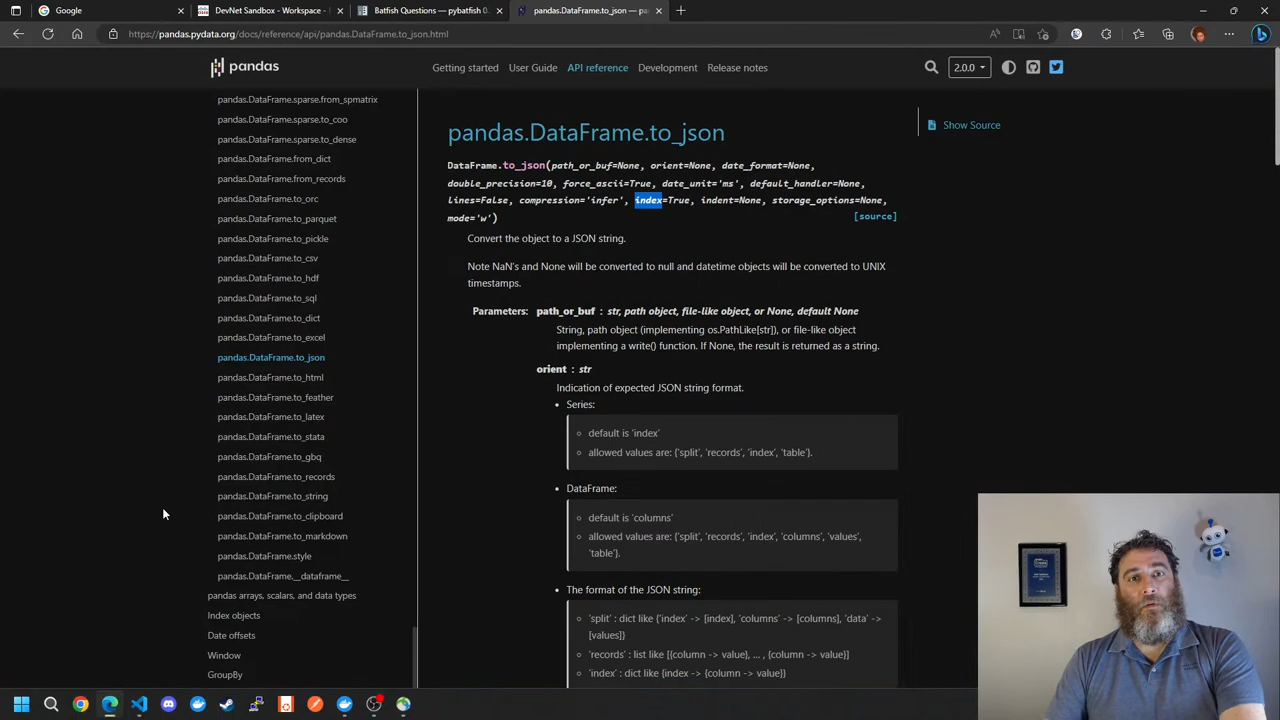 Google
DevNet Sandbox - Workspace -
Batfish Questions — pybatfish 0
pandas.DataFrame.to_json — pa
https://pandas.pydata.org/docs/reference/api/pandas.DataFrame.to_json.html
pandas
Getting started
User Guide
API reference
Development
Release notes
2.0.0
pandas.DataFrame.sparse.from_spmatrix
pandas.DataFrame.sparse.to_coo
pandas.DataFrame.sparse.to_dense
pandas.DataFrame.from_dict
pandas.DataFrame.from_records
pandas.DataFrame.to_orc
pandas.DataFrame.to_parquet
pandas.DataFrame.to_pickle
pandas.DataFrame.to_csv
pandas.DataFrame.to_hdf
pandas.DataFrame.to_sql
pandas.DataFrame.to_dict
pandas.DataFrame.to_excel
pandas.DataFrame.to_json
pandas.DataFrame.to_html
pandas.DataFrame.to_feather
pandas.DataFrame.to_latex
pandas.DataFrame.to_stata
pandas.DataFrame.to_gbq
pandas.DataFrame.to_records
pandas.DataFrame.to_string
pandas.DataFrame.to_clipboard
pandas.DataFrame.to_markdown
pandas.DataFrame.style
pandas.DataFrame.__dataframe__
pandas arrays, scalars, and data types
Index objects
Date offsets
Window
GroupBy
pandas.DataFrame.to_json
DataFrame.to_json(path_or_buf=None, orient=None, date_format=None,
double_precision=10, force_ascii=True, date_unit='ms', default_handler=None,
lines=False, compression='infer', index=True, indent=None, storage_options=None,
mode='w')
[source]
Convert the object to a JSON string.
Note NaN's and None will be converted to null and datetime objects will be converted to UNIX
timestamps.
Parameters: path_or_buf : str, path object, file-like object, or None, default None
String, path object (implementing os.PathLike[str]), or file-like object
implementing a write() function. If None, the result is returned as a string.
orient : str
Indication of expected JSON string format.
• Series:
◦ default is 'index'
◦ allowed values are: {'split', 'records', 'index', 'table'}.
• DataFrame:
◦ default is 'columns'
◦ allowed values are: {'split', 'records', 'index', 'columns', 'values',
'table'}.
• The format of the JSON string:
◦ 'split' : dict like {'index' -> [index], 'columns' -> [columns], 'data' ->
[values]}
◦ 'records' : list like [{column -> value}, ... , {column -> value}]
◦ 'index' : dict like {index -> {column -> value}}
Show Source